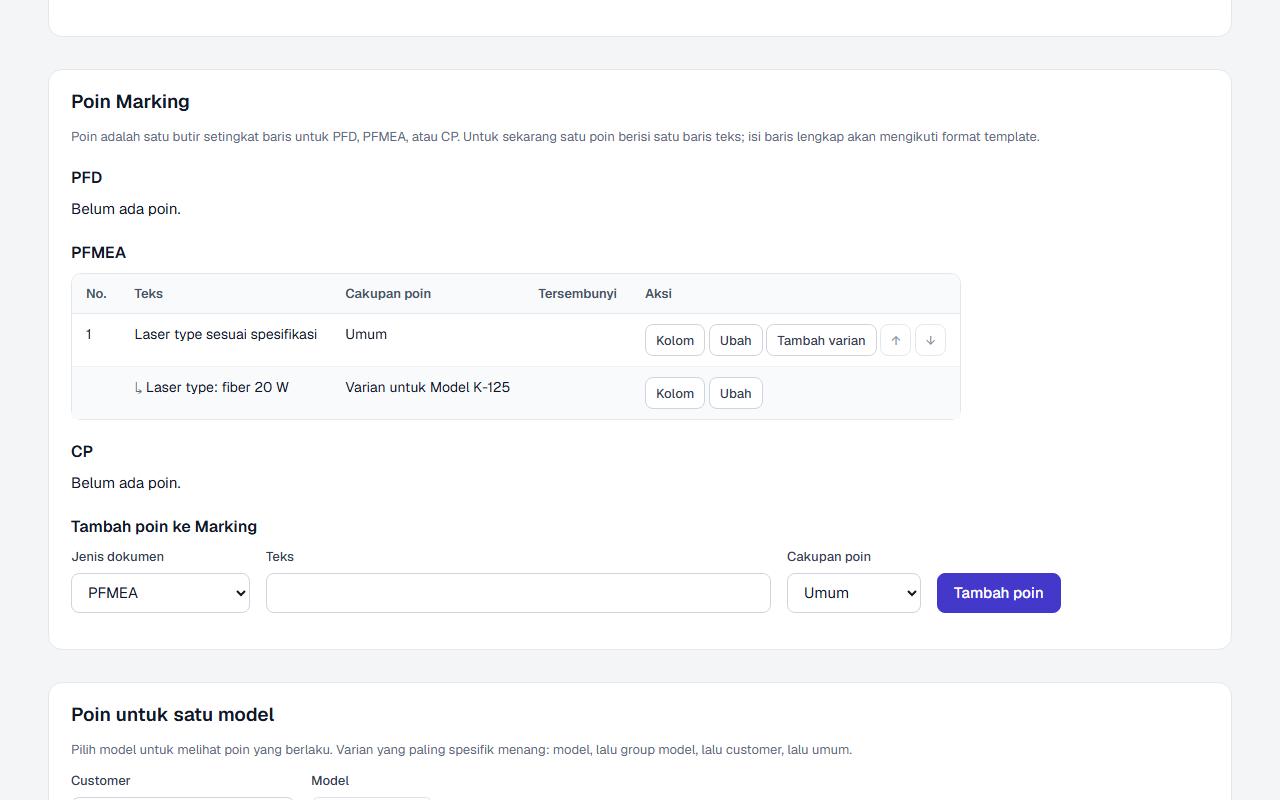 Poin Marking
Poin adalah satu butir setingkat baris untuk PFD, PFMEA, atau CP. Untuk sekarang satu poin berisi satu baris teks; isi baris lengkap akan mengikuti format template.
PFD
Belum ada poin.
PFMEA
No. Teks Cakupan poin Tersembunyi Aksi
1 Laser type sesuai spesifikasi Umum Kolom Ubah Tambah varian ↑ ↓
↳ Laser type: fiber 20 W Varian untuk Model K-125 Kolom Ubah
CP
Belum ada poin.
Tambah poin ke Marking
Jenis dokumen Teks Cakupan poin
PFMEA Umum Tambah poin
Poin untuk satu model
Pilih model untuk melihat poin yang berlaku. Varian yang paling spesifik menang: model, lalu group model, lalu customer, lalu umum.
Customer Model